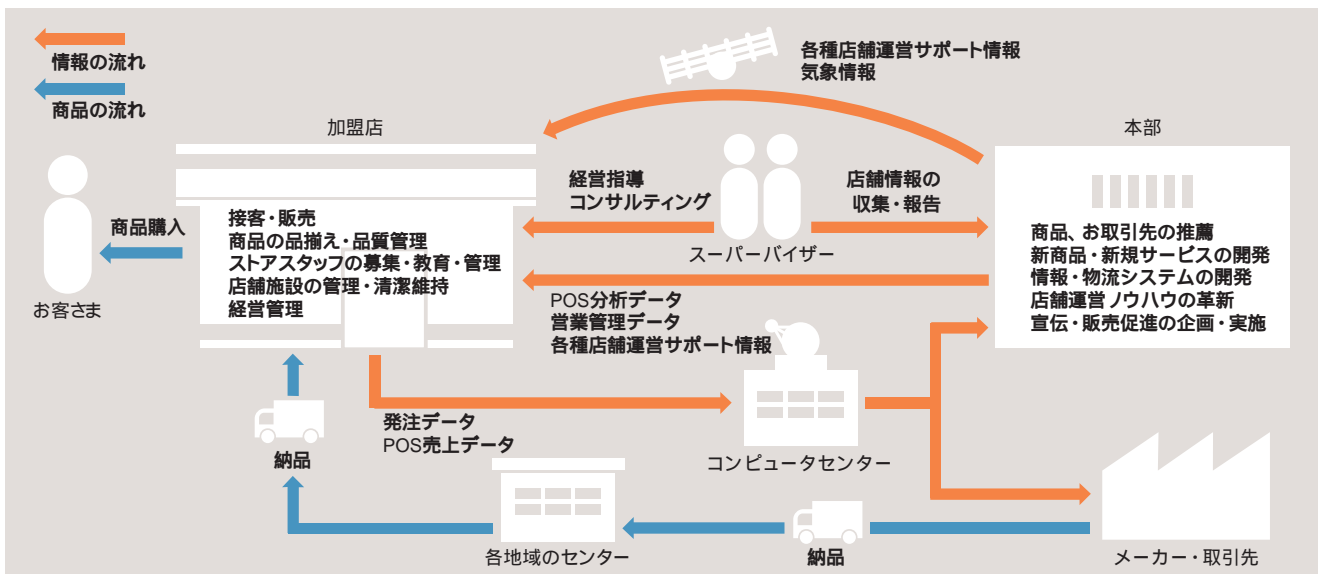 情報の流れ
商品の流れ
各種店舗運営サポート情報
気象情報
加盟店
本部
経営指導
コンサルティング
店舗情報の
収集・報告
スーパーバイザー
商品購入
お客さま
接客・販売
商品の品揃え・品質管理
ストアスタッフの募集・教育・管理
店舗施設の管理・清潔維持
経営管理
商品、お取引先の推薦
新商品・新規サービスの開発
情報・物流システムの開発
店舗運営ノウハウの革新
宣伝・販売促進の企画・実施
POS分析データ
営業管理データ
各種店舗運営サポート情報
発注データ
POS売上データ
コンピュータセンター
納品
各地域のセンター
納品
メーカー・取引先